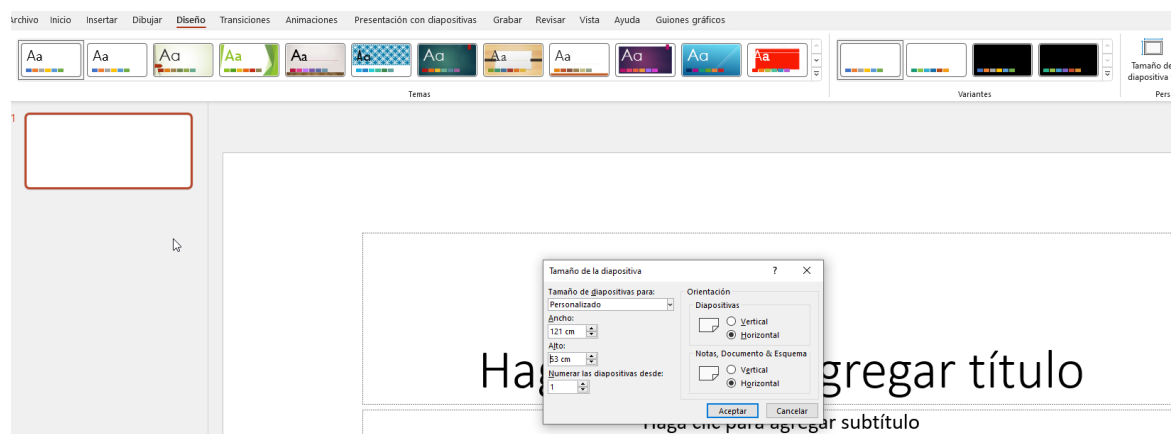 Archivo Inicio Insertar Dibujar Diseño Transiciones Animaciones Presentación con diapositivas Grabar Revisar Vista Ayuda Guiones gráficos
Aa Aa Aa Aa Aa Aa Aa Aa Aa Aa Aa Aa
Tamaño de
diapositiva
Temas Variantes Pers
1
Tamaño de la diapositiva ? X
Tamaño de diapositivas para: Orientación
Personalizado Diapositivas
Ancho: Vertical
121 cm Horizontal
Alto:
53 cm Notas, Documento & Esquema
Numerar las diapositivas desde: Vertical
1 Horizontal
Aceptar Cancelar
Hag gregar título
Haga clic para agregar subtítulo